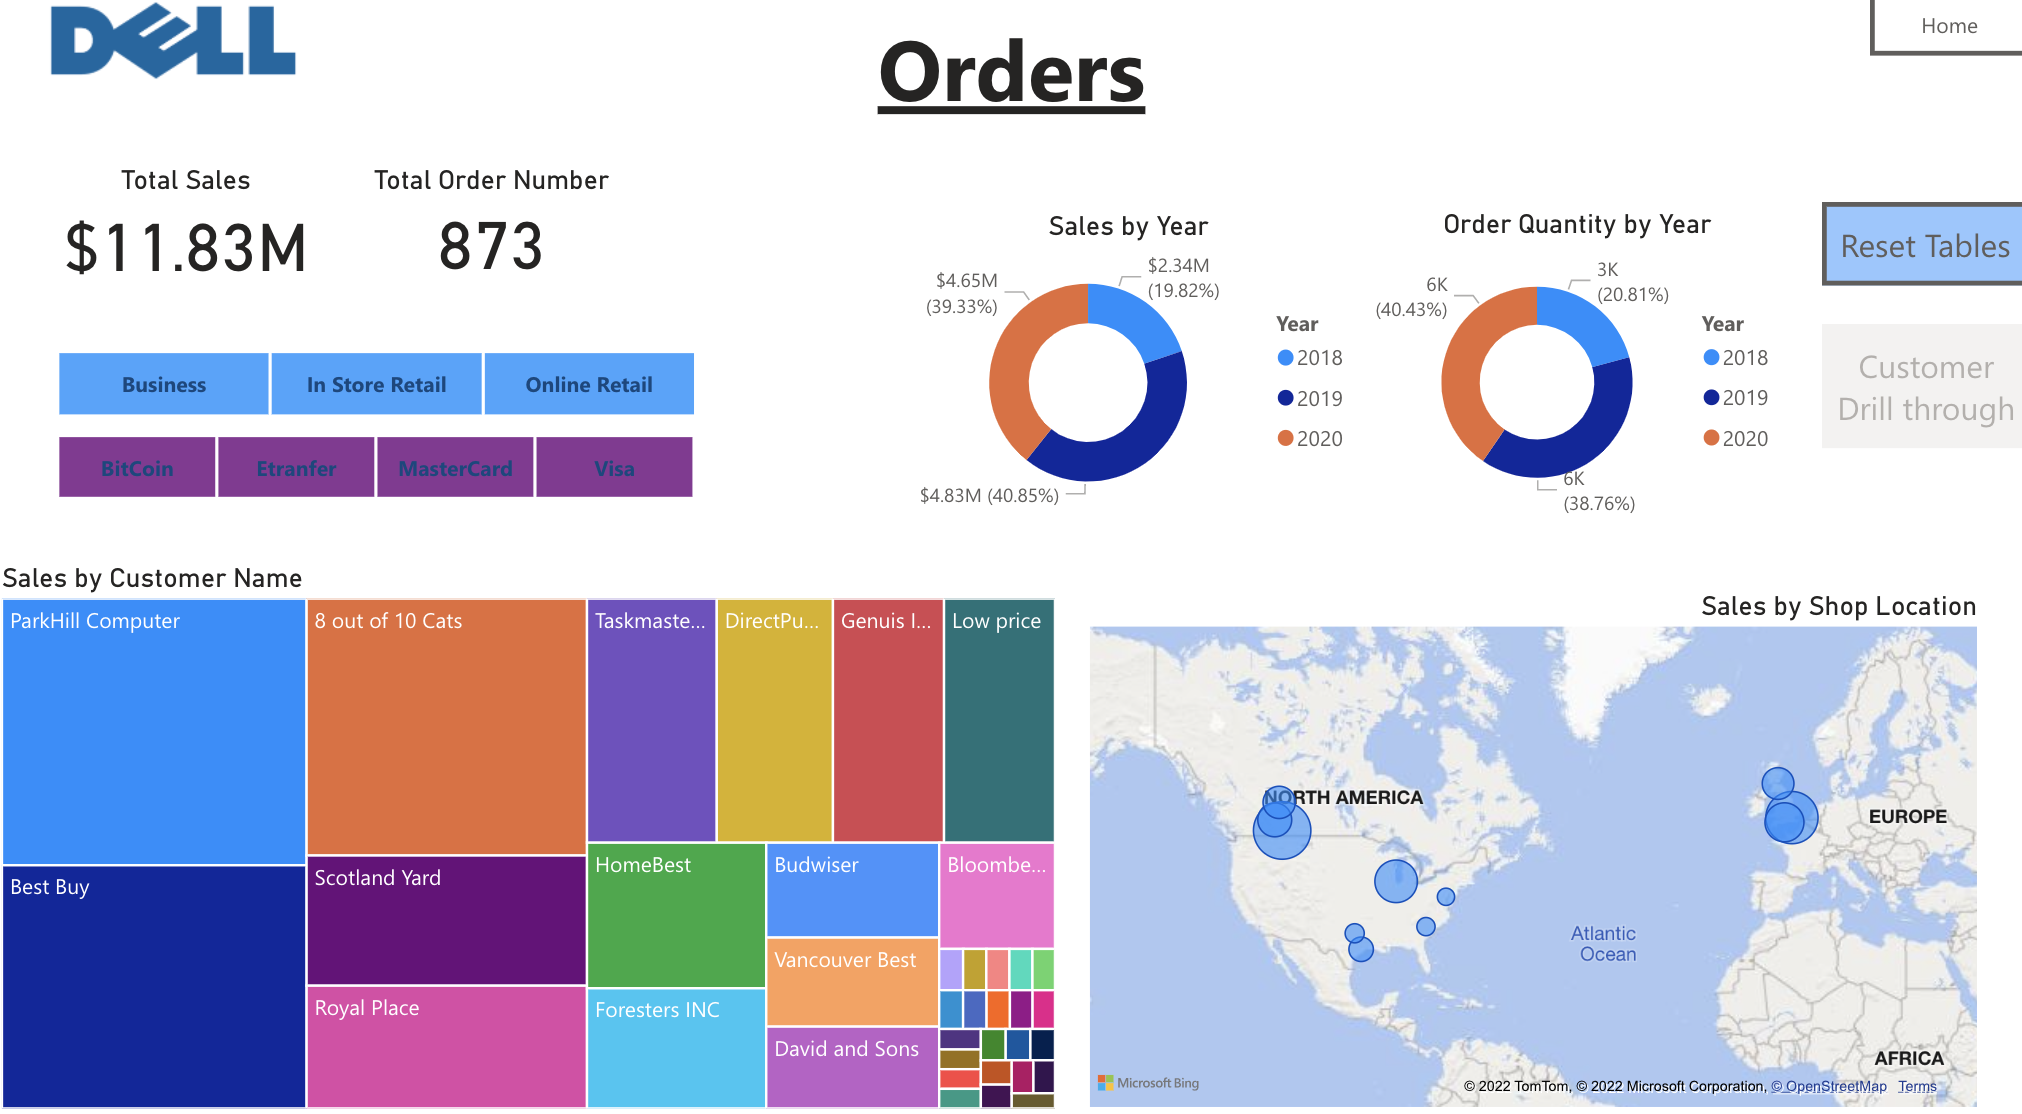 DELL
Home
Orders
Total Sales
Total Order Number
$11.83M
873
Sales by Year
$2.34M
(19.82%)
$4.65M
(39.33%)
$4.83M (40.85%)
Year
2018
2019
2020
Order Quantity by Year
3K
(20.81%)
6K
(40.43%)
6K
(38.76%)
Year
2018
2019
2020
Reset Tables
Customer
Drill through
Business
In Store Retail
Online Retail
BitCoin
Etranfer
MasterCard
Visa
Sales by Customer Name
ParkHill Computer
8 out of 10 Cats
Taskmaste...
DirectPu...
Genuis I...
Low price
Best Buy
Scotland Yard
Royal Place
HomeBest
Budwiser
Bloombe...
Vancouver Best
Foresters INC
David and Sons
Sales by Shop Location
NORTH AMERICA
EUROPE
Atlantic
Ocean
AFRICA
Microsoft Bing
© 2022 TomTom, © 2022 Microsoft Corporation, © OpenStreetMap Terms